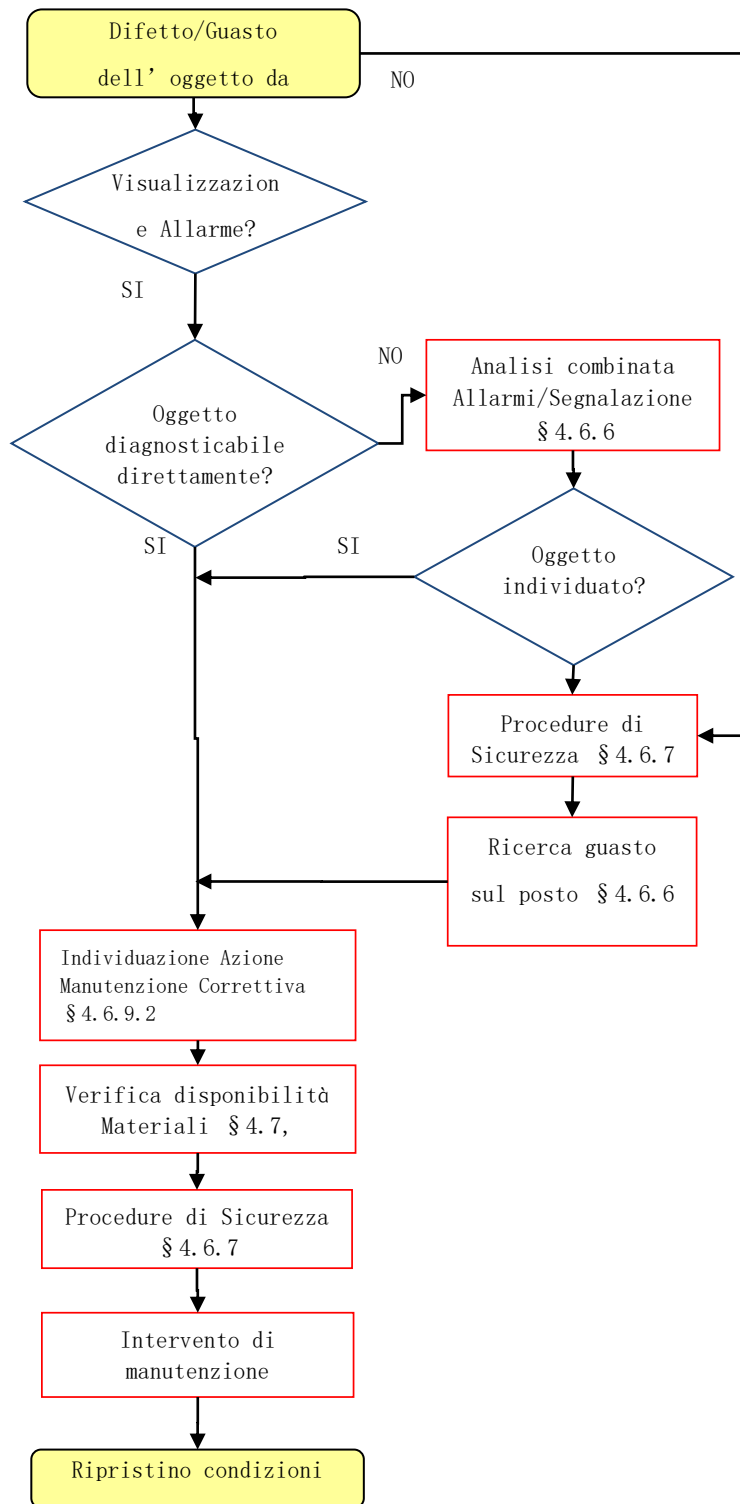 Difetto/Guasto
dell’ oggetto da
NO
Visualizzazion
e Allarme?
SI
NO
Analisi combinata
Allarmi/Segnalazione
§4.6.6
Oggetto
diagnosticabile
direttamente?
SI
SI
Oggetto
individuato?
Procedure di
Sicurezza §4.6.7
Ricerca guasto
sul posto §4.6.6
Individuazione Azione
Manutenzione Correttiva
§4.6.9.2
Verifica disponibilità
Materiali §4.7,
Procedure di Sicurezza
§4.6.7
Intervento di
manutenzione
Ripristino condizioni